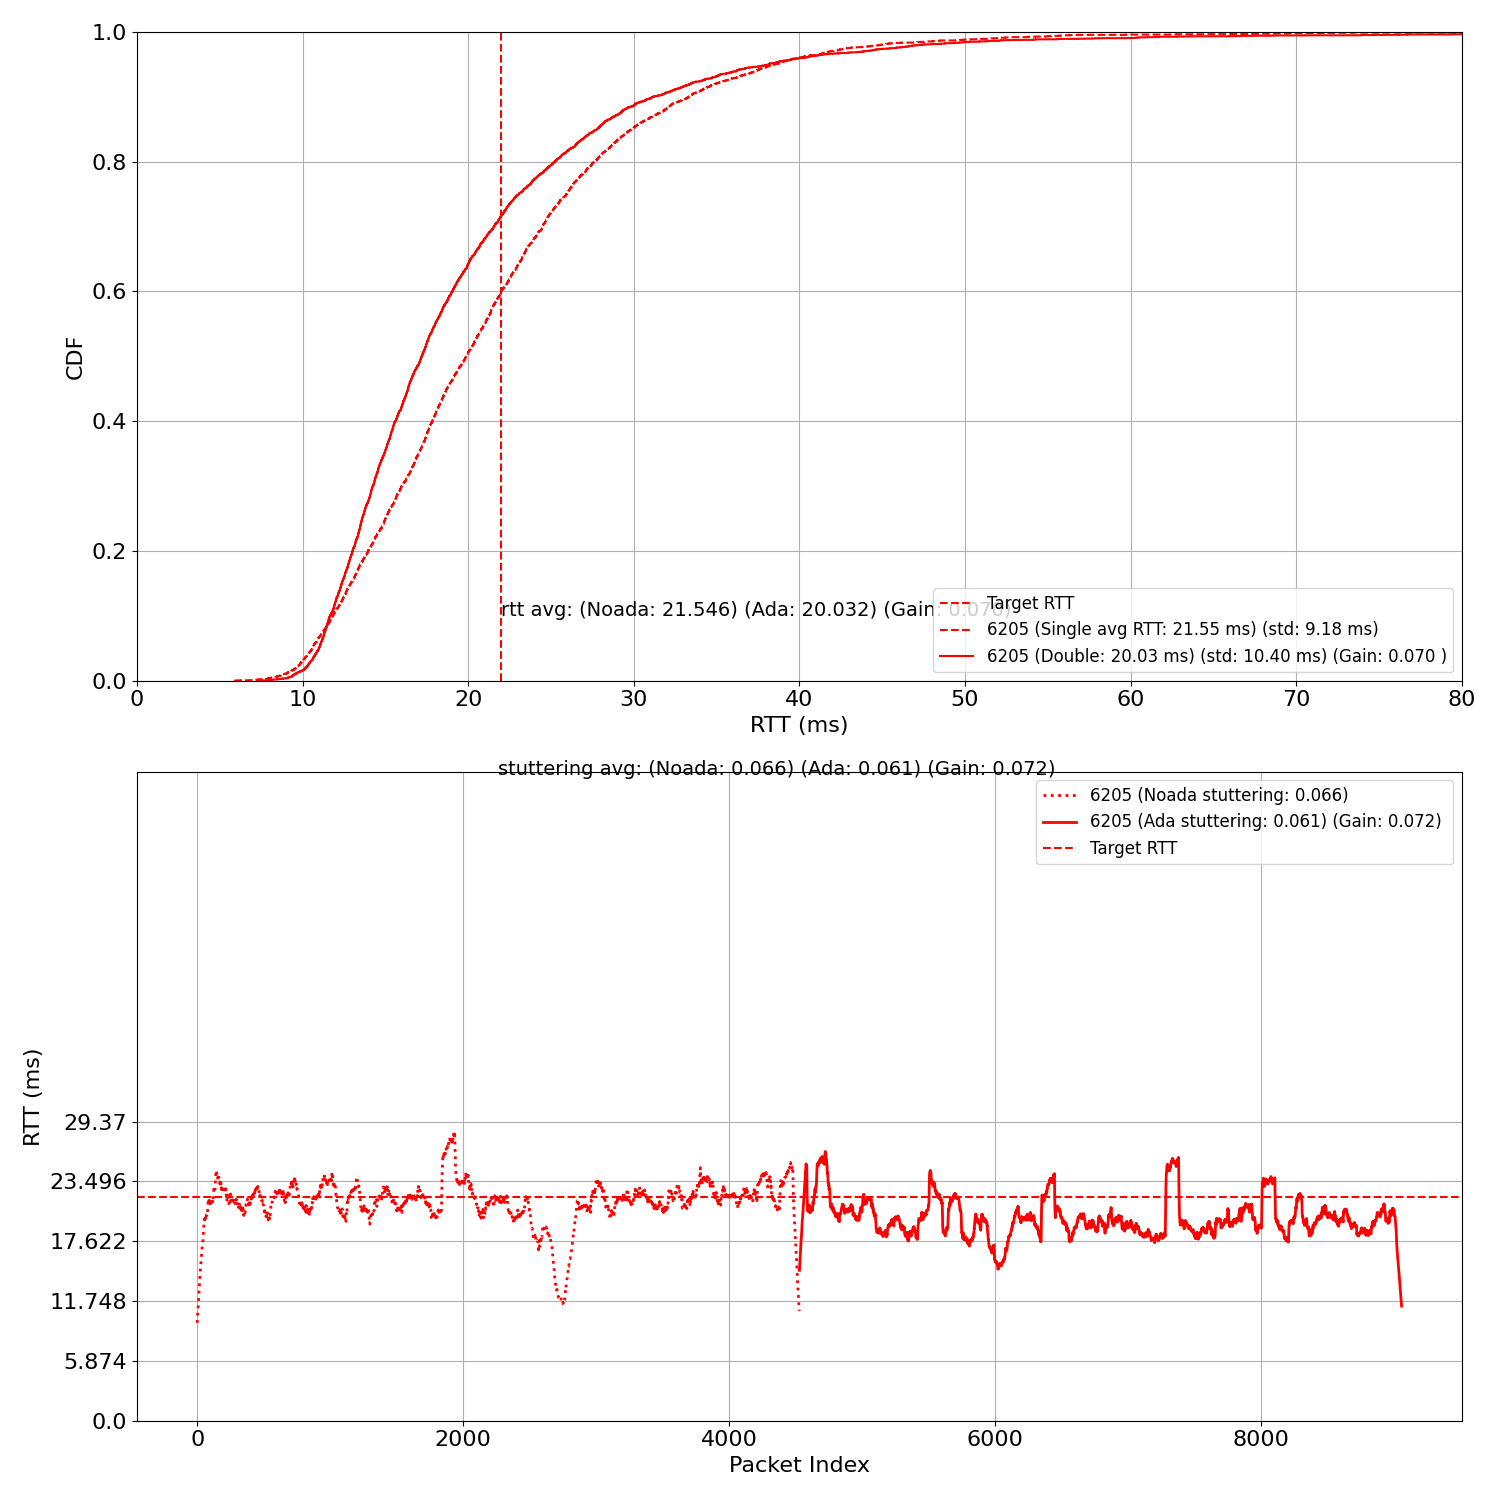 1.0
0.8
0.6
0.4
0.2
0.0
CDF
rtt avg: (Noada: 21.546) (Ada: 20.032) (Gain: 0.070)
Target RTT
6205 (Single avg RTT: 21.55 ms) (std: 9.18 ms)
6205 (Double: 20.03 ms) (std: 10.40 ms) (Gain: 0.070 )
0 10 20 30 40 50 60 70 80
RTT (ms)
stuttering avg: (Noada: 0.066) (Ada: 0.061) (Gain: 0.072)
6205 (Noada stuttering: 0.066)
6205 (Ada stuttering: 0.061) (Gain: 0.072)
Target RTT
RTT (ms)
29.37
23.496
17.622
11.748
5.874
0.0
0 2000 4000 6000 8000
Packet Index